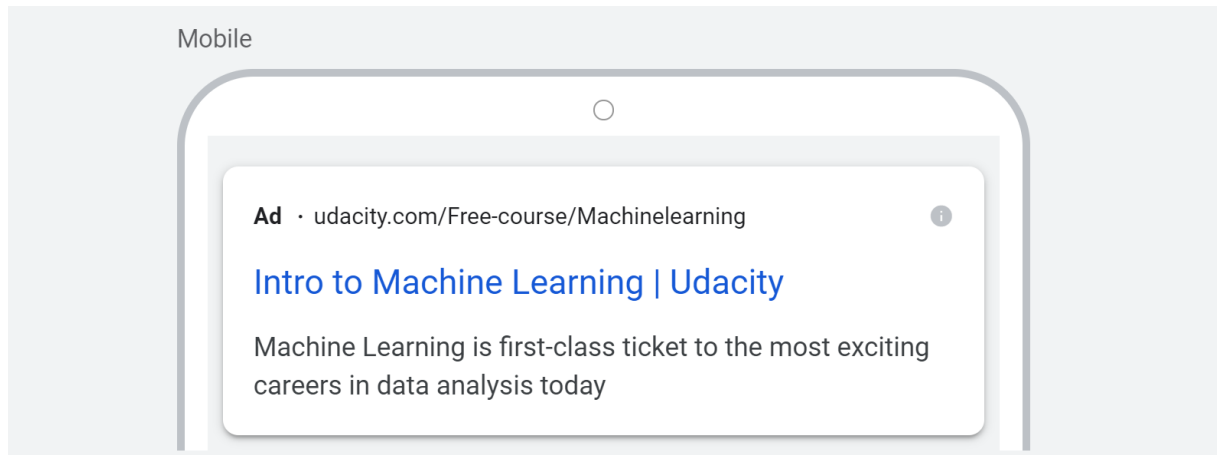 Mobile
Ad · udacity.com/Free-course/Machinelearning
Intro to Machine Learning | Udacity
Machine Learning is first-class ticket to the most exciting
careers in data analysis today